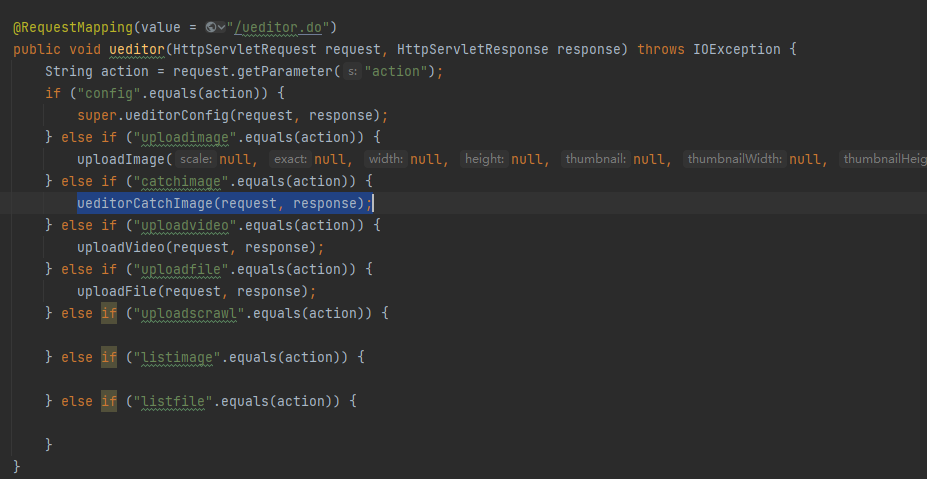 @RequestMapping(value = "/ueditor.do")
public void ueditor(HttpServletRequest request, HttpServletResponse response) throws IOException {
String action = request.getParameter( s: "action");
if ("config".equals(action)) {
super.ueditorConfig(request, response);
} else if ("uploadimage".equals(action)) {
uploadImage( scale: null, exact: null, width: null, height: null, thumbnail: null, thumbnailWidth: null, thumbnailHeig
} else if ("catchimage".equals(action)) {
ueditorCatchImage(request, response);
} else if ("uploadvideo".equals(action)) {
uploadVideo(request, response);
} else if ("uploadfile".equals(action)) {
uploadFile(request, response);
} else if ("uploadscrawl".equals(action)) {
} else if ("listimage".equals(action)) {
} else if ("listfile".equals(action)) {
}
}